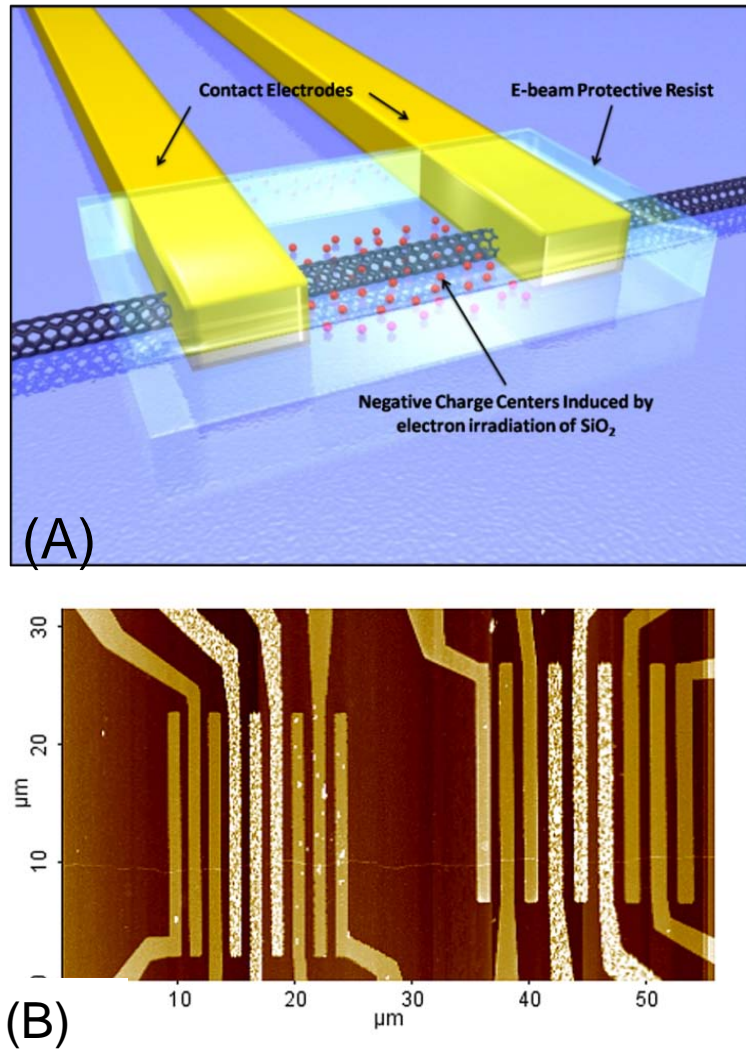 Contact Electrodes
E-beam Protective Resist
Negative Charge Centers Induced by
electron irradiation of SiO₂
(A)
30
20
10
0
µm
10
20
30
40
50
µm
(B)